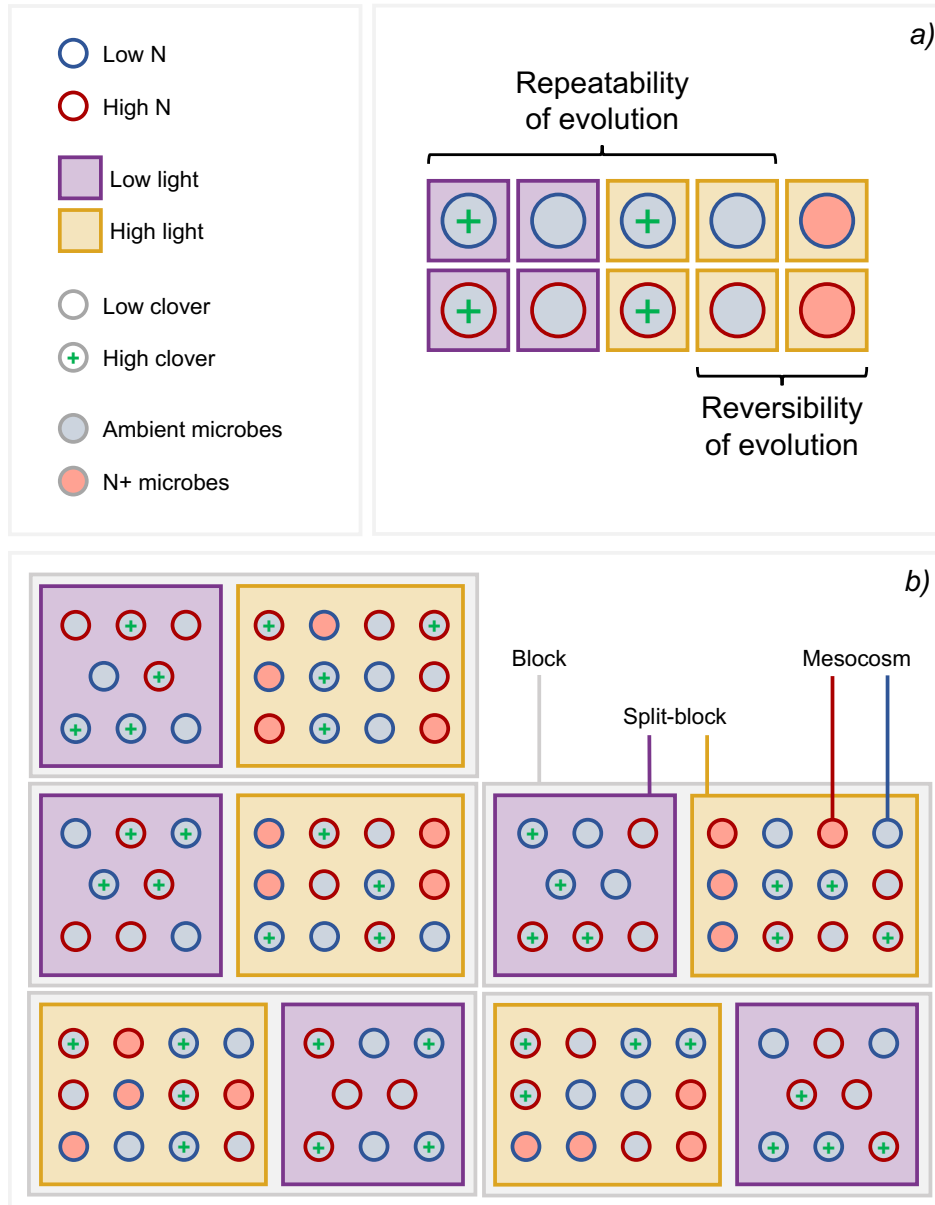 Low N
High N
Low light
High light
Low clover
High clover
Ambient microbes
N+ microbes
a)
Repeatability
of evolution
Reversibility
of evolution
b)
Block
Mesocosm
Split-block